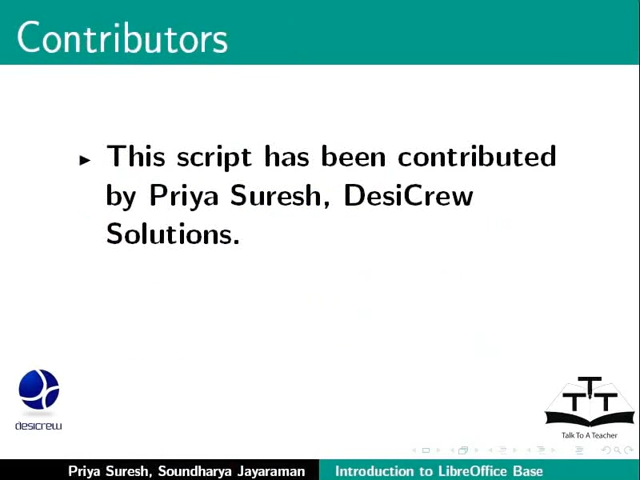 Contributors
This script has been contributed
by Priya Suresh, DesiCrew
Solutions.
desicrew
TTT
Talk To A Teacher
Priya Suresh, Soundharya Jayaraman
Introduction to LibreOffice Base